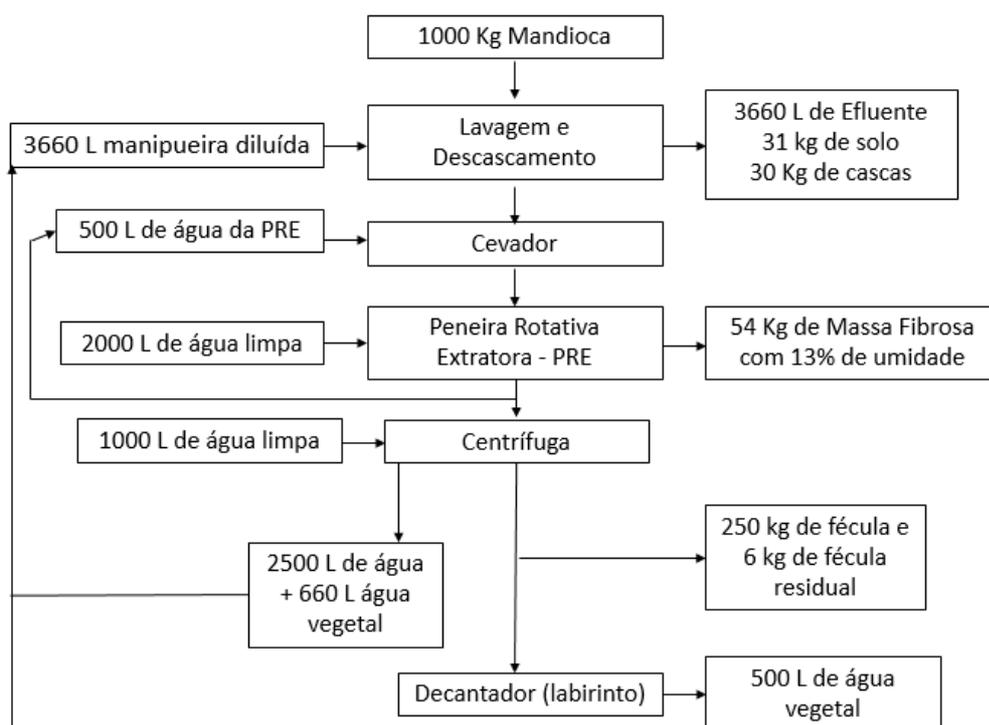 1000 Kg Mandioca
3660 L manipueira diluída
Lavagem e
Descascamento
3660 L de Efluente
31 kg de solo
30 Kg de cascas
500 L de água da PRE
Cevador
2000 L de água limpa
Peneira Rotativa
Extratora - PRE
54 Kg de Massa Fibrosa
com 13% de umidade
1000 L de água limpa
Centrífuga
2500 L de água
+ 660 L água
vegetal
250 kg de fécula e
6 kg de fécula
residual
Decantador (labirinto)
500 L de água
vegetal